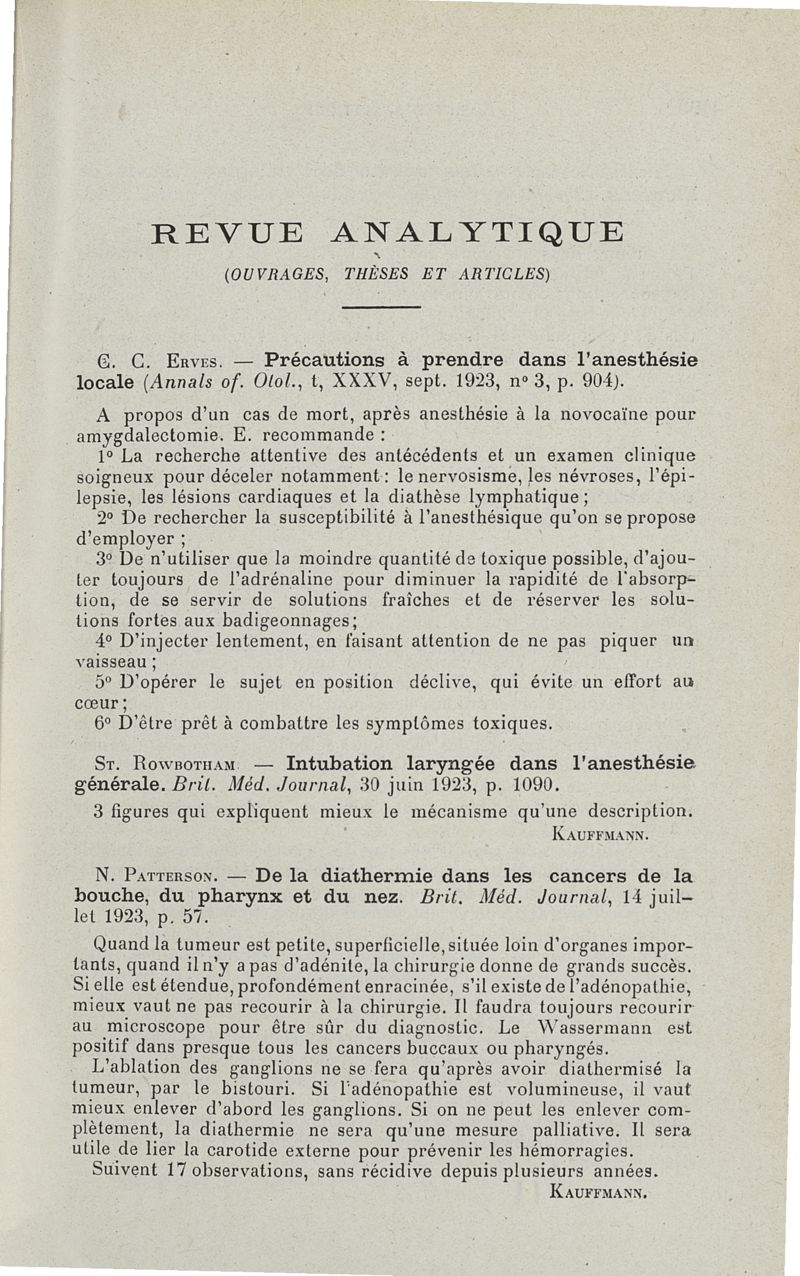 REVUE ANALYTIQUE
(OUVRAGES, THÈSES ET ARTICLES)
G. C. ERVES. — Précautions à prendre dans l'anesthésie
locale (Annals of. Otol., t, XXXV, sept. 1923, n° 3, p. 904).
A propos d'un cas de mort, après anesthésie à la novocaïne pour
amygdalectomie. E. recommande :
1° La recherche attentive des antécédents et un examen clinique
soigneux pour déceler notamment : le nervosisme, les névroses, l'épi-
lepsie, les lésions cardiaques et la diathèse lymphatique ;
2° De rechercher la susceptibilité à l'anesthésique qu'on se propose
d'employer ;
3° De n'utiliser que la moindre quantité de toxique possible, d'ajou-
ter toujours de l'adrénaline pour diminuer la rapidité de l'absorp-
tion, de se servir de solutions fraîches et de réserver les solu-
tions fortes aux badigeonnages ;
4° D'injecter lentement, en faisant attention de ne pas piquer un
vaisseau ;
5° D'opérer le sujet en position déclive, qui évite un effort au
cœur ;
6° D'être prêt à combattre les symptômes toxiques.
ST. ROWBOTHAM — Intubation laryngée dans l'anesthésie
générale. Brit. Méd. Journal, 30 juin 1923, p. 1090.
3 figures qui expliquent mieux le mécanisme qu'une description.
KAUFFMANN.
N. PATTERSON. — De la diathermie dans les cancers de la
bouche, du pharynx et du nez. Brit. Méd. Journal, 14 juil-
let 1923, p. 57.
Quand la tumeur est petite, superficielle, située loin d'organes impor-
tants, quand il n'y a pas d'adénite, la chirurgie donne de grands succès.
Si elle est étendue, profondément enracinée, s'il existe de l'adénopathie,
mieux vaut ne pas recourir à la chirurgie. Il faudra toujours recourir
au microscope pour être sûr du diagnostic. Le Wassermann est
positif dans presque tous les cancers buccaux ou pharyngés.
L'ablation des ganglions ne se fera qu'après avoir diathermisé la
tumeur, par le bistouri. Si l'adénopathie est volumineuse, il vaut
mieux enlever d'abord les ganglions. Si on ne peut les enlever com-
plètement, la diathermie ne sera qu'une mesure palliative. Il sera
utile de lier la carotide externe pour prévenir les hémorragies.
Suivent 17 observations, sans récidive depuis plusieurs années.
KAUFFMANN.